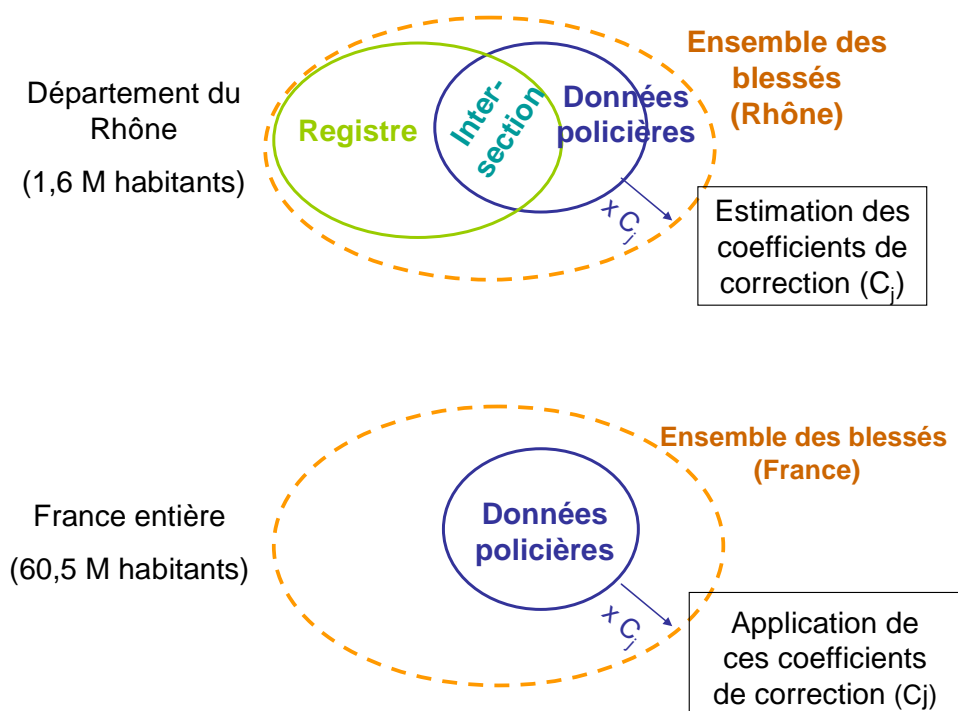 Ensemble des
blessés
(Rhône)
Département du
Rhône
(1,6 M habitants)
Registre
Inter-
section
Données
policières
x Cj
Estimation des
coefficients de
correction (Cj)
Ensemble des blessés
(France)
France entière
(60,5 M habitants)
Données
policières
x Cj
Application de
ces coefficients
de correction (Cj)